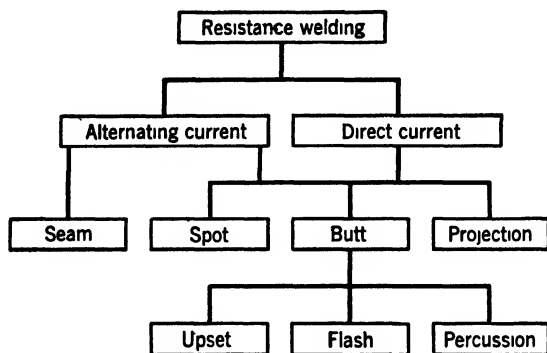 Resistance welding
Alternating current
Direct current
Seam
Spot
Butt
Projection
Upset
Flash
Percussion